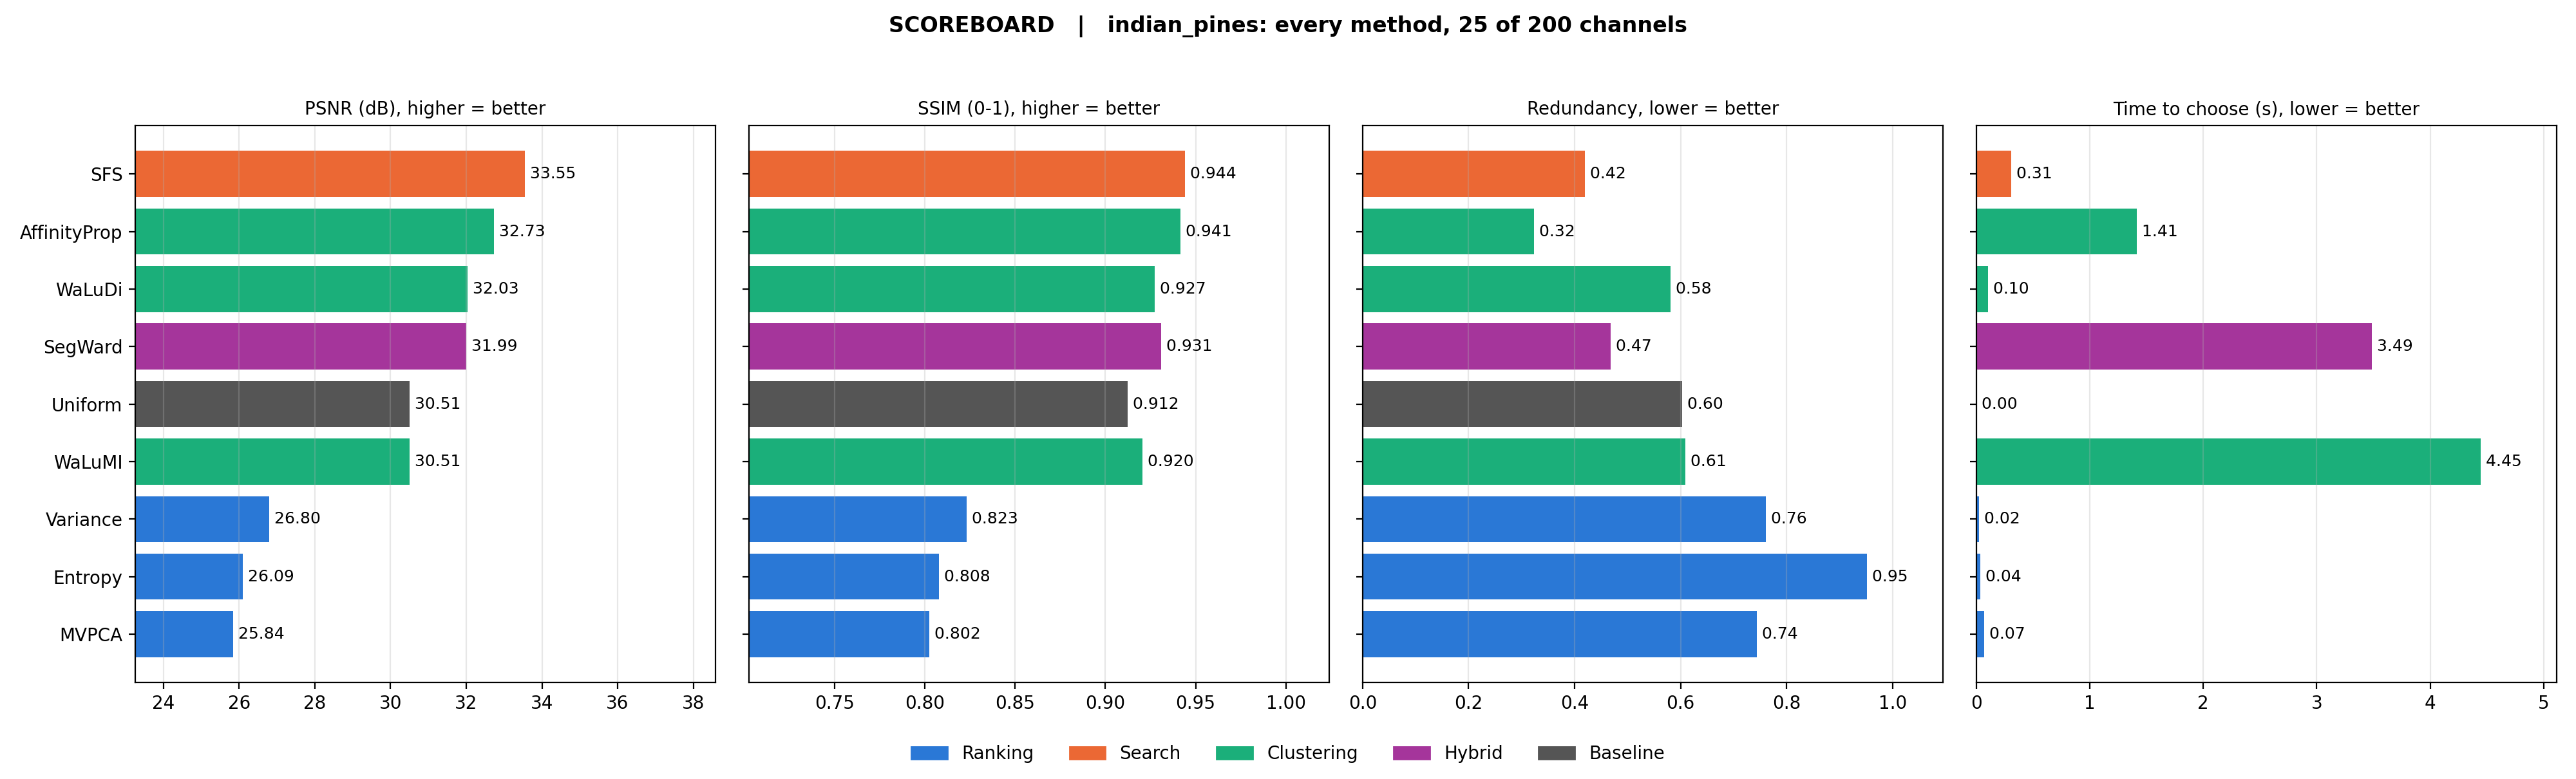 SCOREBOARD | indian_pines: every method, 25 of 200 channels
PSNR (dB), higher = better
SFS
AffinityProp
WaLuDi
SegWard
Uniform
WaLuMI
Variance
Entropy
MVPCA
33.55
32.73
32.03
31.99
30.51
30.51
26.80
26.09
25.84
24 26 28 30 32 34 36 38
SSIM (0-1), higher = better
0.944
0.941
0.927
0.931
0.912
0.920
0.823
0.808
0.802
0.75 0.80 0.85 0.90 0.95 1.00
Redundancy, lower = better
0.42
0.32
0.58
0.47
0.60
0.61
0.76
0.95
0.74
0.0 0.2 0.4 0.6 0.8 1.0
Time to choose (s), lower = better
0.31
1.41
0.10
3.49
0.00
4.45
0.02
0.04
0.07
0 1 2 3 4 5
Ranking Search Clustering Hybrid Baseline